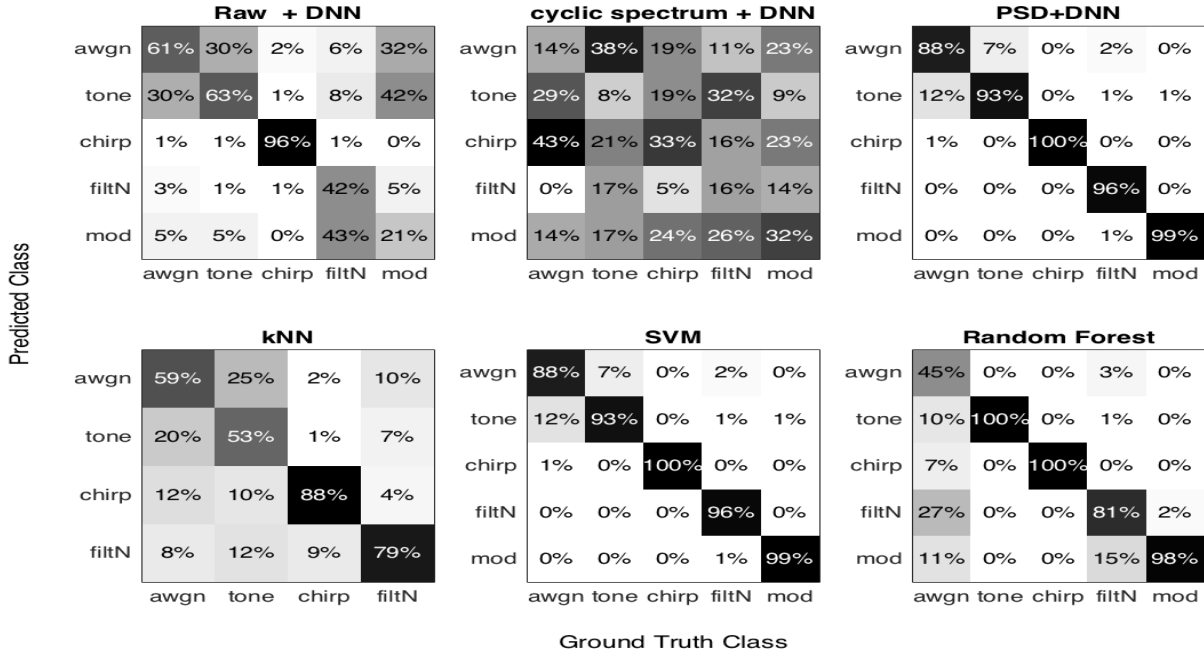 Raw + DNN
awgn 61% 30% 2% 6% 32%
tone 30% 63% 1% 8% 42%
chirp 1% 1% 96% 1% 0%
filtN 3% 1% 1% 42% 5%
mod 5% 5% 0% 43% 21%
awgn tone chirp filtN mod
cyclic spectrum + DNN
awgn 14% 38% 19% 11% 23%
tone 29% 8% 19% 32% 9%
chirp 43% 21% 33% 16% 23%
filtN 0% 17% 5% 16% 14%
mod 14% 17% 24% 26% 32%
awgn tone chirp filtN mod
PSD+DNN
awgn 88% 7% 0% 2% 0%
tone 12% 93% 0% 1% 1%
chirp 1% 0% 100% 0% 0%
filtN 0% 0% 0% 96% 0%
mod 0% 0% 0% 1% 99%
awgn tone chirp filtN mod
Predicted Class
kNN
awgn 59% 25% 2% 10%
tone 20% 53% 1% 7%
chirp 12% 10% 88% 4%
filtN 8% 12% 9% 79%
awgn tone chirp filtN
SVM
awgn 88% 7% 0% 2% 0%
tone 12% 93% 0% 1% 1%
chirp 1% 0% 100% 0% 0%
filtN 0% 0% 0% 96% 0%
mod 0% 0% 0% 1% 99%
awgn tone chirp filtN mod
Random Forest
awgn 45% 0% 0% 3% 0%
tone 10% 100% 0% 1% 0%
chirp 7% 0% 100% 0% 0%
filtN 27% 0% 0% 81% 2%
mod 11% 0% 0% 15% 98%
awgn tone chirp filtN mod
Ground Truth Class